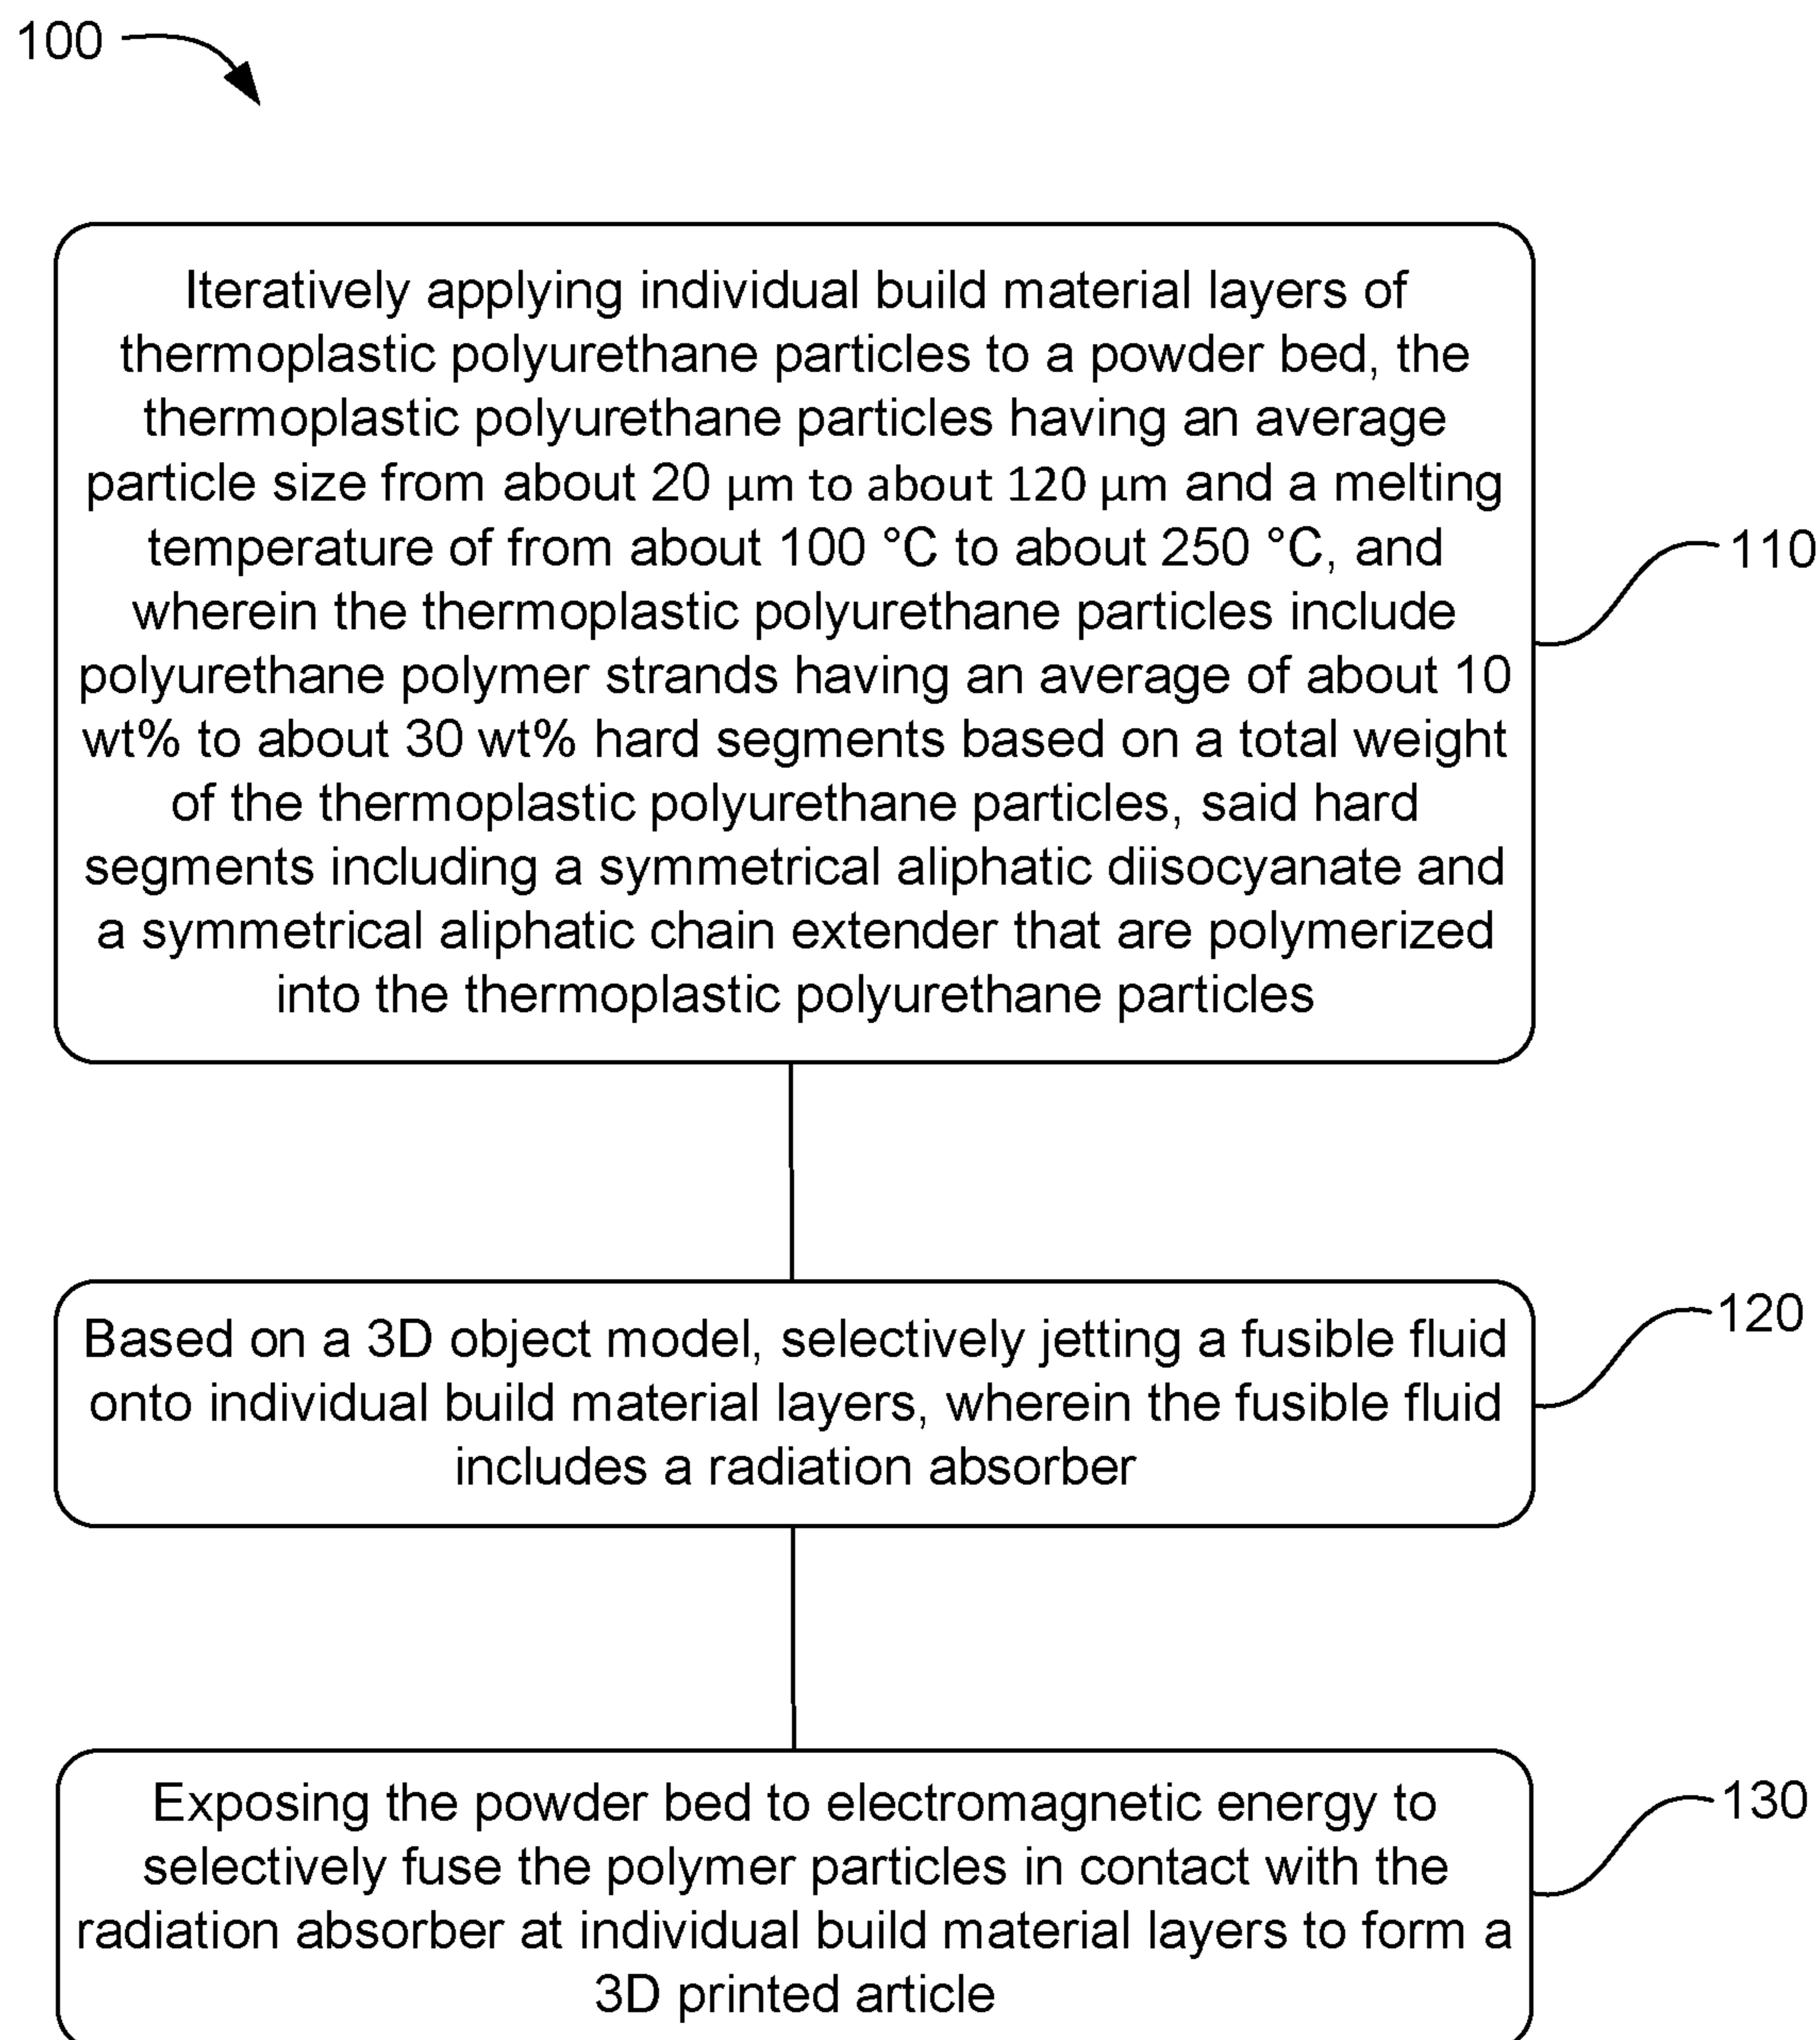 100
Iteratively applying individual build material layers of
thermoplastic polyurethane particles to a powder bed, the
thermoplastic polyurethane particles having an average
particle size from about 20 μm to about 120 μm and a melting
temperature of from about 100 °C to about 250 °C, and
wherein the thermoplastic polyurethane particles include
polyurethane polymer strands having an average of about 10
wt% to about 30 wt% hard segments based on a total weight
of the thermoplastic polyurethane particles, said hard
segments including a symmetrical aliphatic diisocyanate and
a symmetrical aliphatic chain extender that are polymerized
into the thermoplastic polyurethane particles
110
Based on a 3D object model, selectively jetting a fusible fluid
onto individual build material layers, wherein the fusible fluid
includes a radiation absorber
120
Exposing the powder bed to electromagnetic energy to
selectively fuse the polymer particles in contact with the
radiation absorber at individual build material layers to form a
3D printed article
130